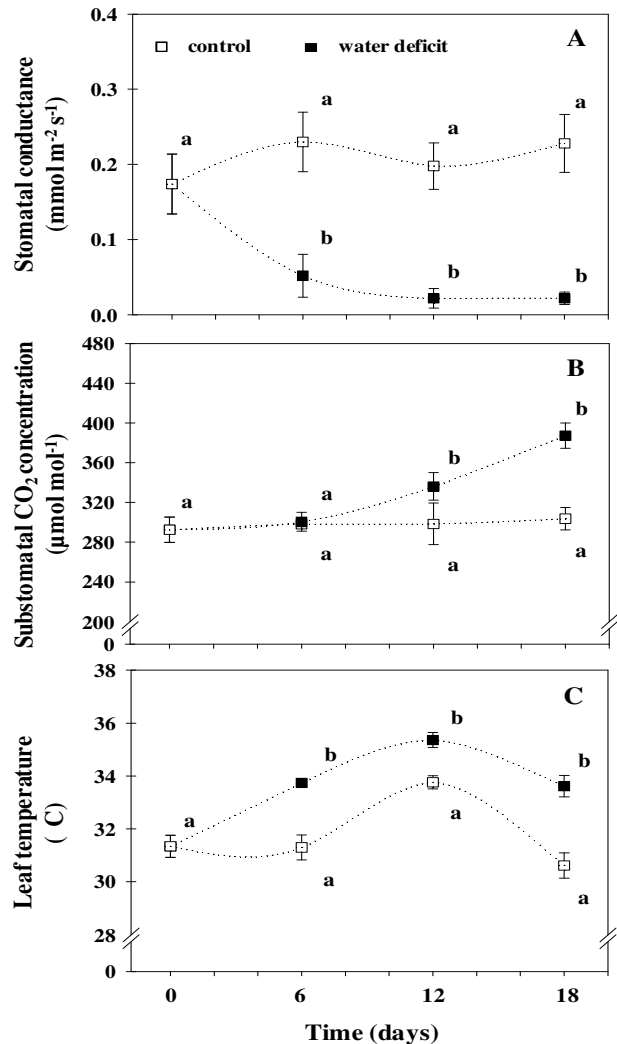 0.4
A
control
water deficit
0.3
a
a
a
a
0.2
0.1
b
b
b
0.0
Stomatal conductance
(mmol m-2 s-1)
480
B
440
b
400
b
360
a
a
320
280
a
a
a
240
200
0
Substomatal CO2 concentration
(µmol mol-1)
38
C
36
b
b
b
34
a
32
a
30
a
a
28
0
Leaf temperature
( C)
0 6 12 18
Time (days)